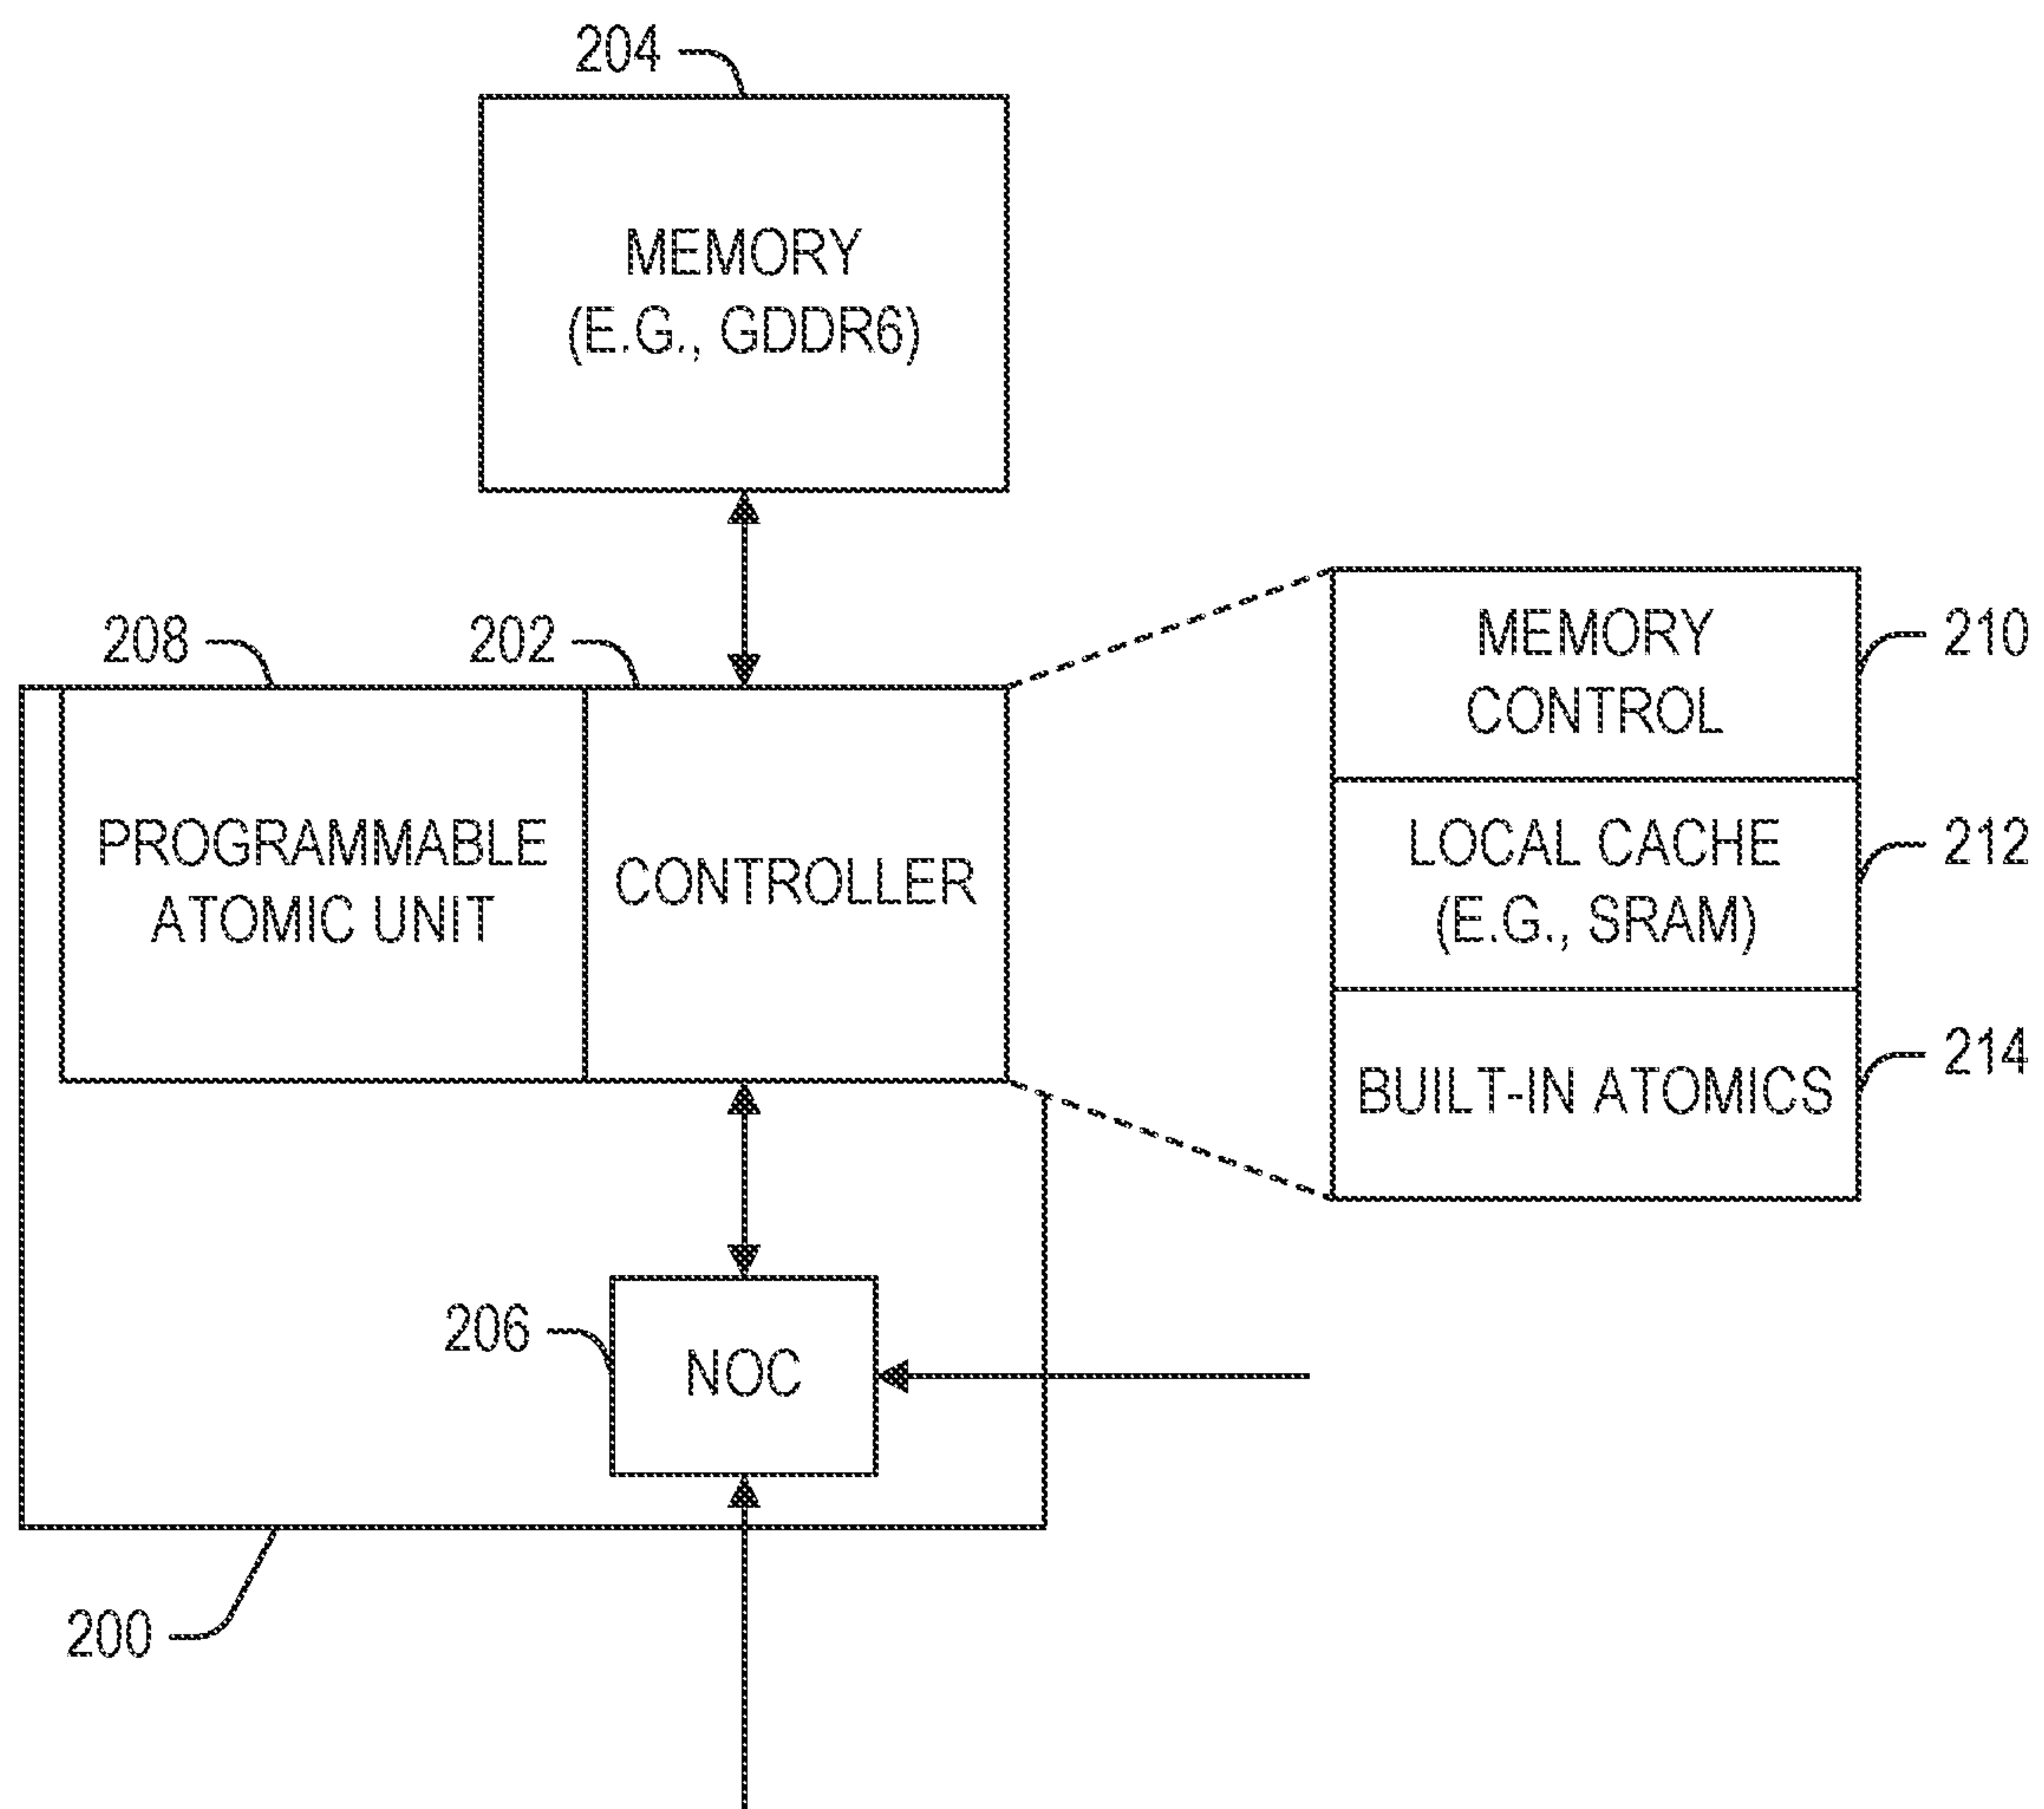 204
MEMORY
(E.G., GDDR6)
208
202
PROGRAMMABLE
ATOMIC UNIT
CONTROLLER
MEMORY
CONTROL
210
LOCAL CACHE
(E.G., SRAM)
212
BUILT-IN ATOMICS
214
206
NOC
200